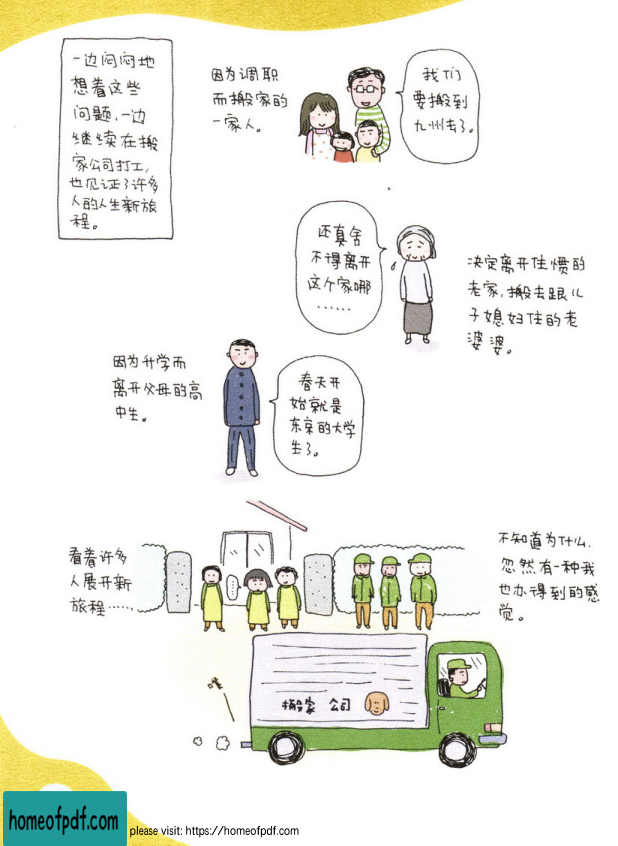 一边闷闷地
想着这些
问题，一边
继续在搬
家公司打工，
也见证了许多
人的人生新旅
程。
因为调职
而搬家的
一家人。
我们
要搬到
九州去了。
还真舍
不得离开
这个家哪
……
决定离开住惯的
老家，搬去跟儿
子媳妇住的老
婆婆。
因为升学而
离开父母的高
中生。
春天开
始就是
东京的大学
生了。
看着许多
人展开新
旅程……
不知道为什么，
忽然有一种我
也办得到的感
觉。
搬家公司
homeofpdf.com
please visit: https://homeofpdf.com